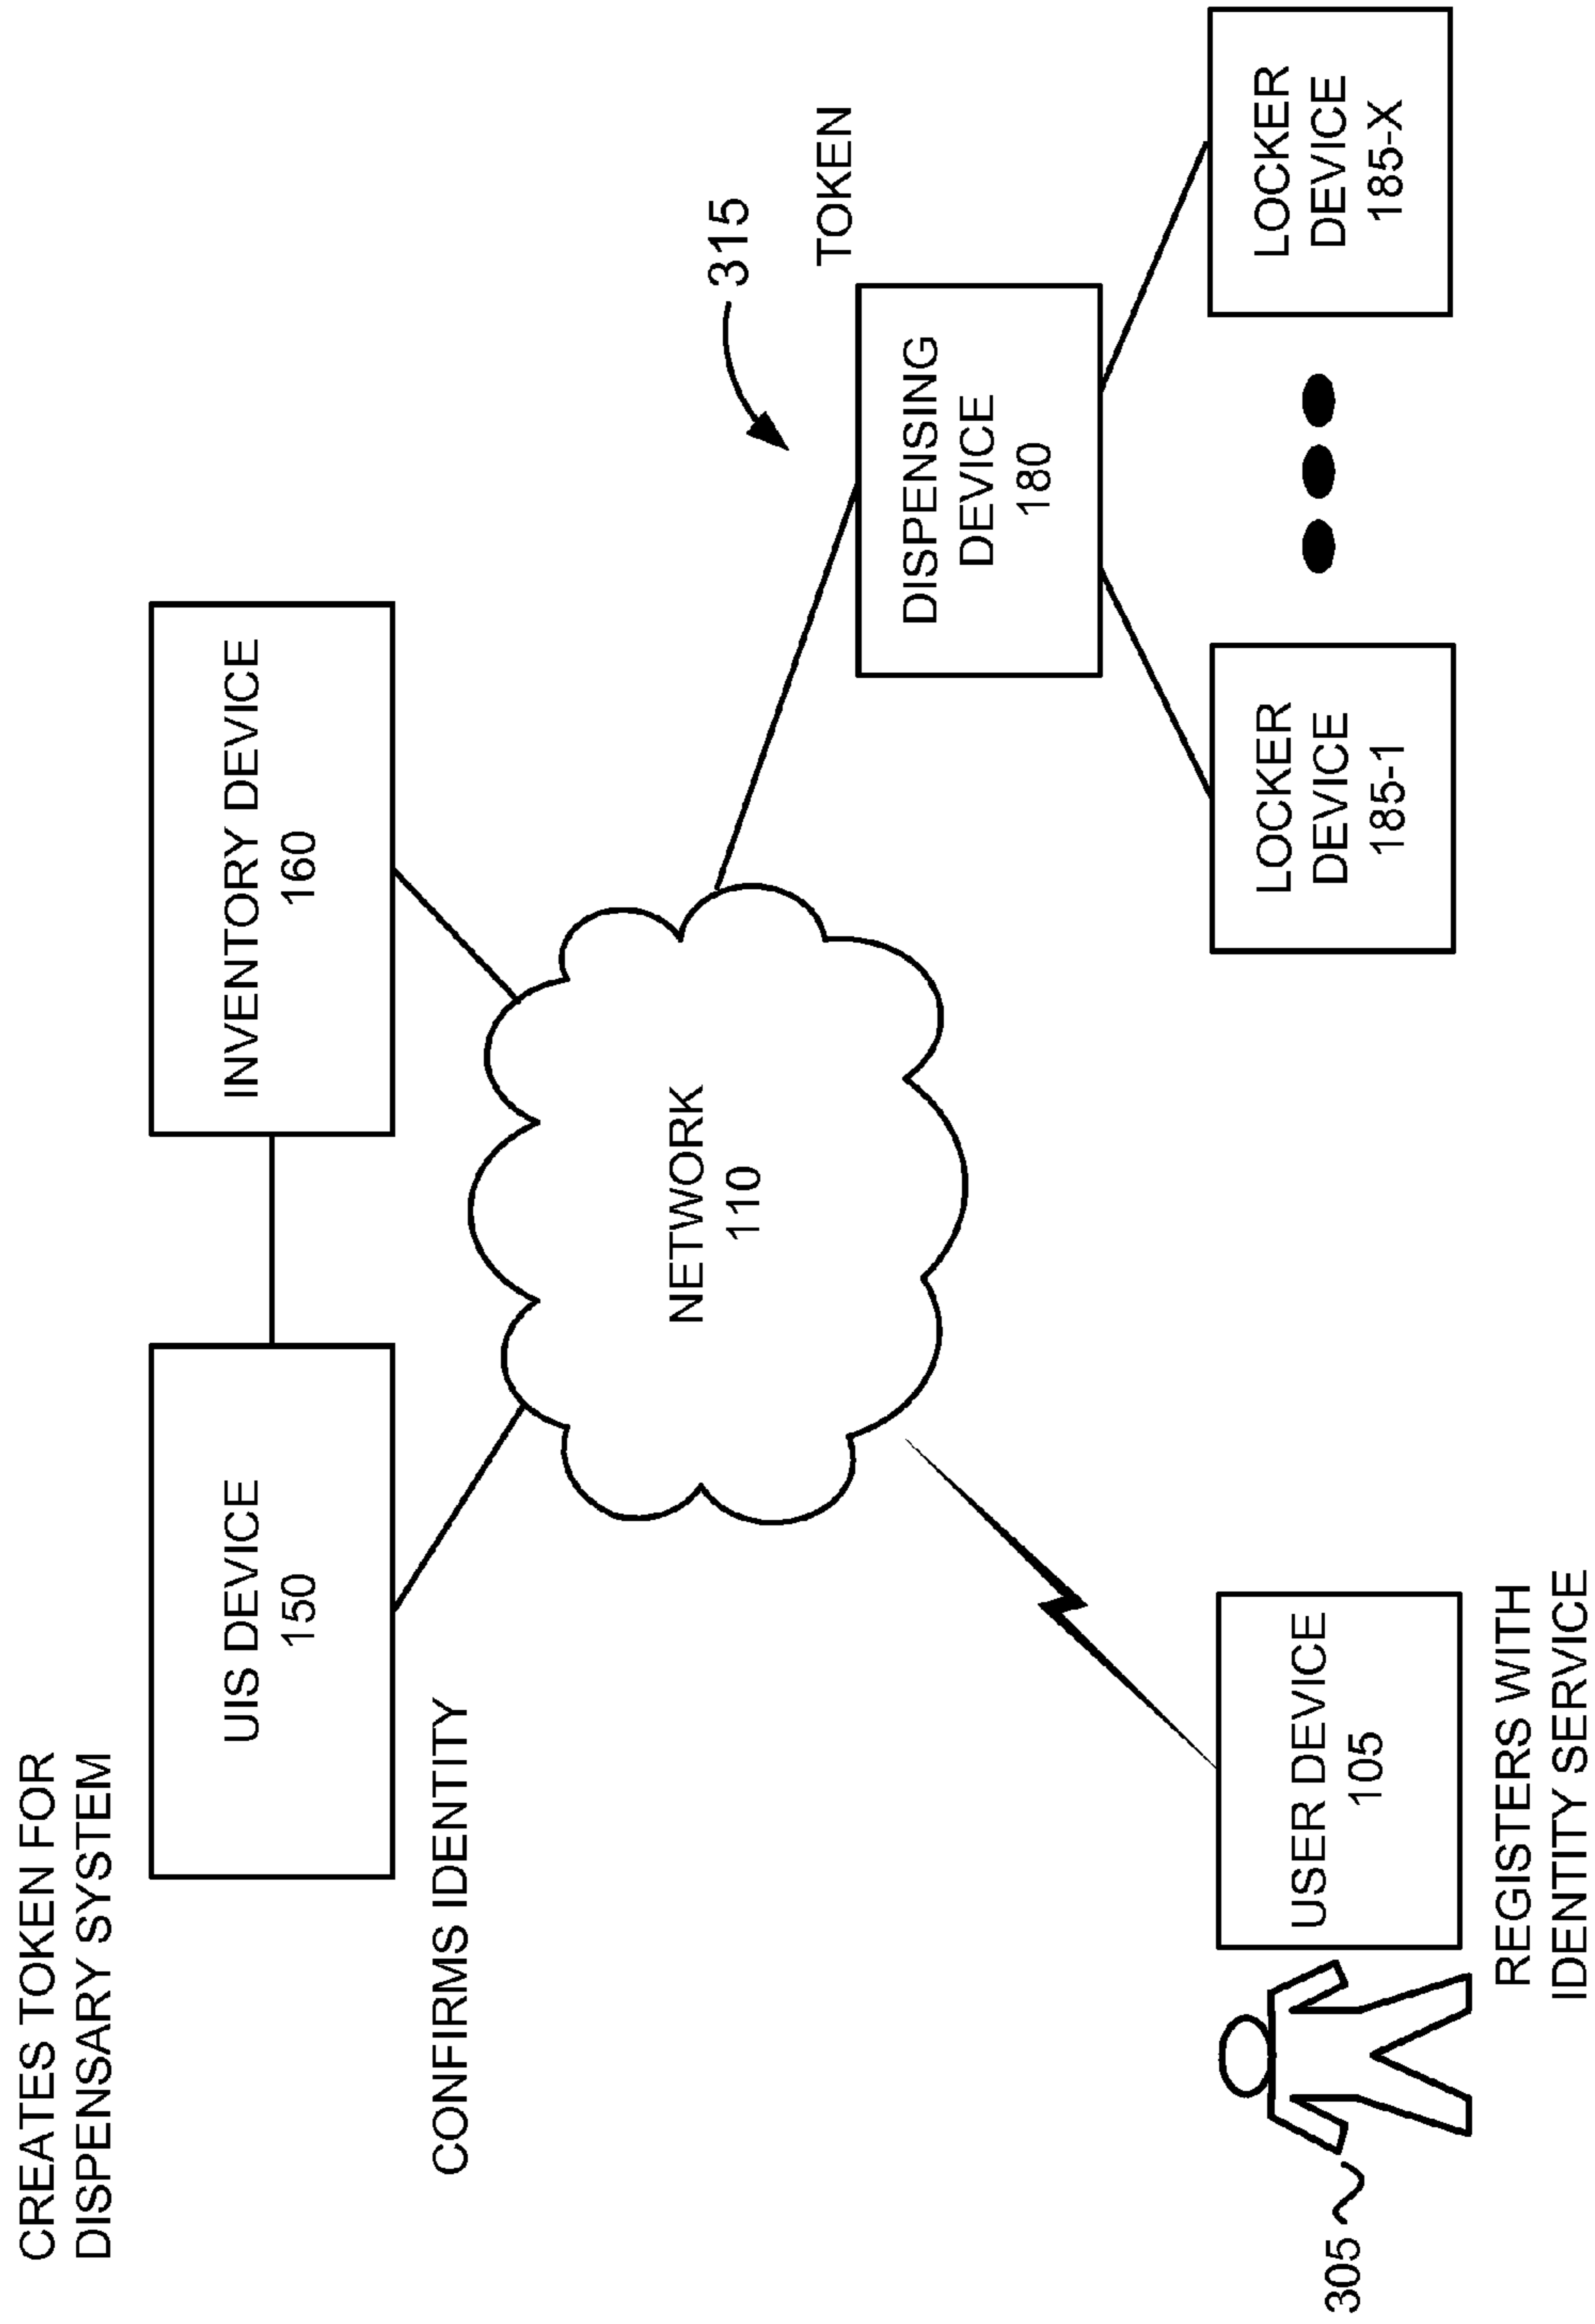 CREATES TOKEN FOR
DISPENSARY SYSTEM
UIS DEVICE
150
INVENTORY DEVICE
160
CONFIRMS IDENTITY
NETWORK
110
315
TOKEN
DISPENSING
DEVICE
180
305
USER DEVICE
105
REGISTERS WITH
IDENTITY SERVICE
LOCKER
DEVICE
185-1
LOCKER
DEVICE
185-X